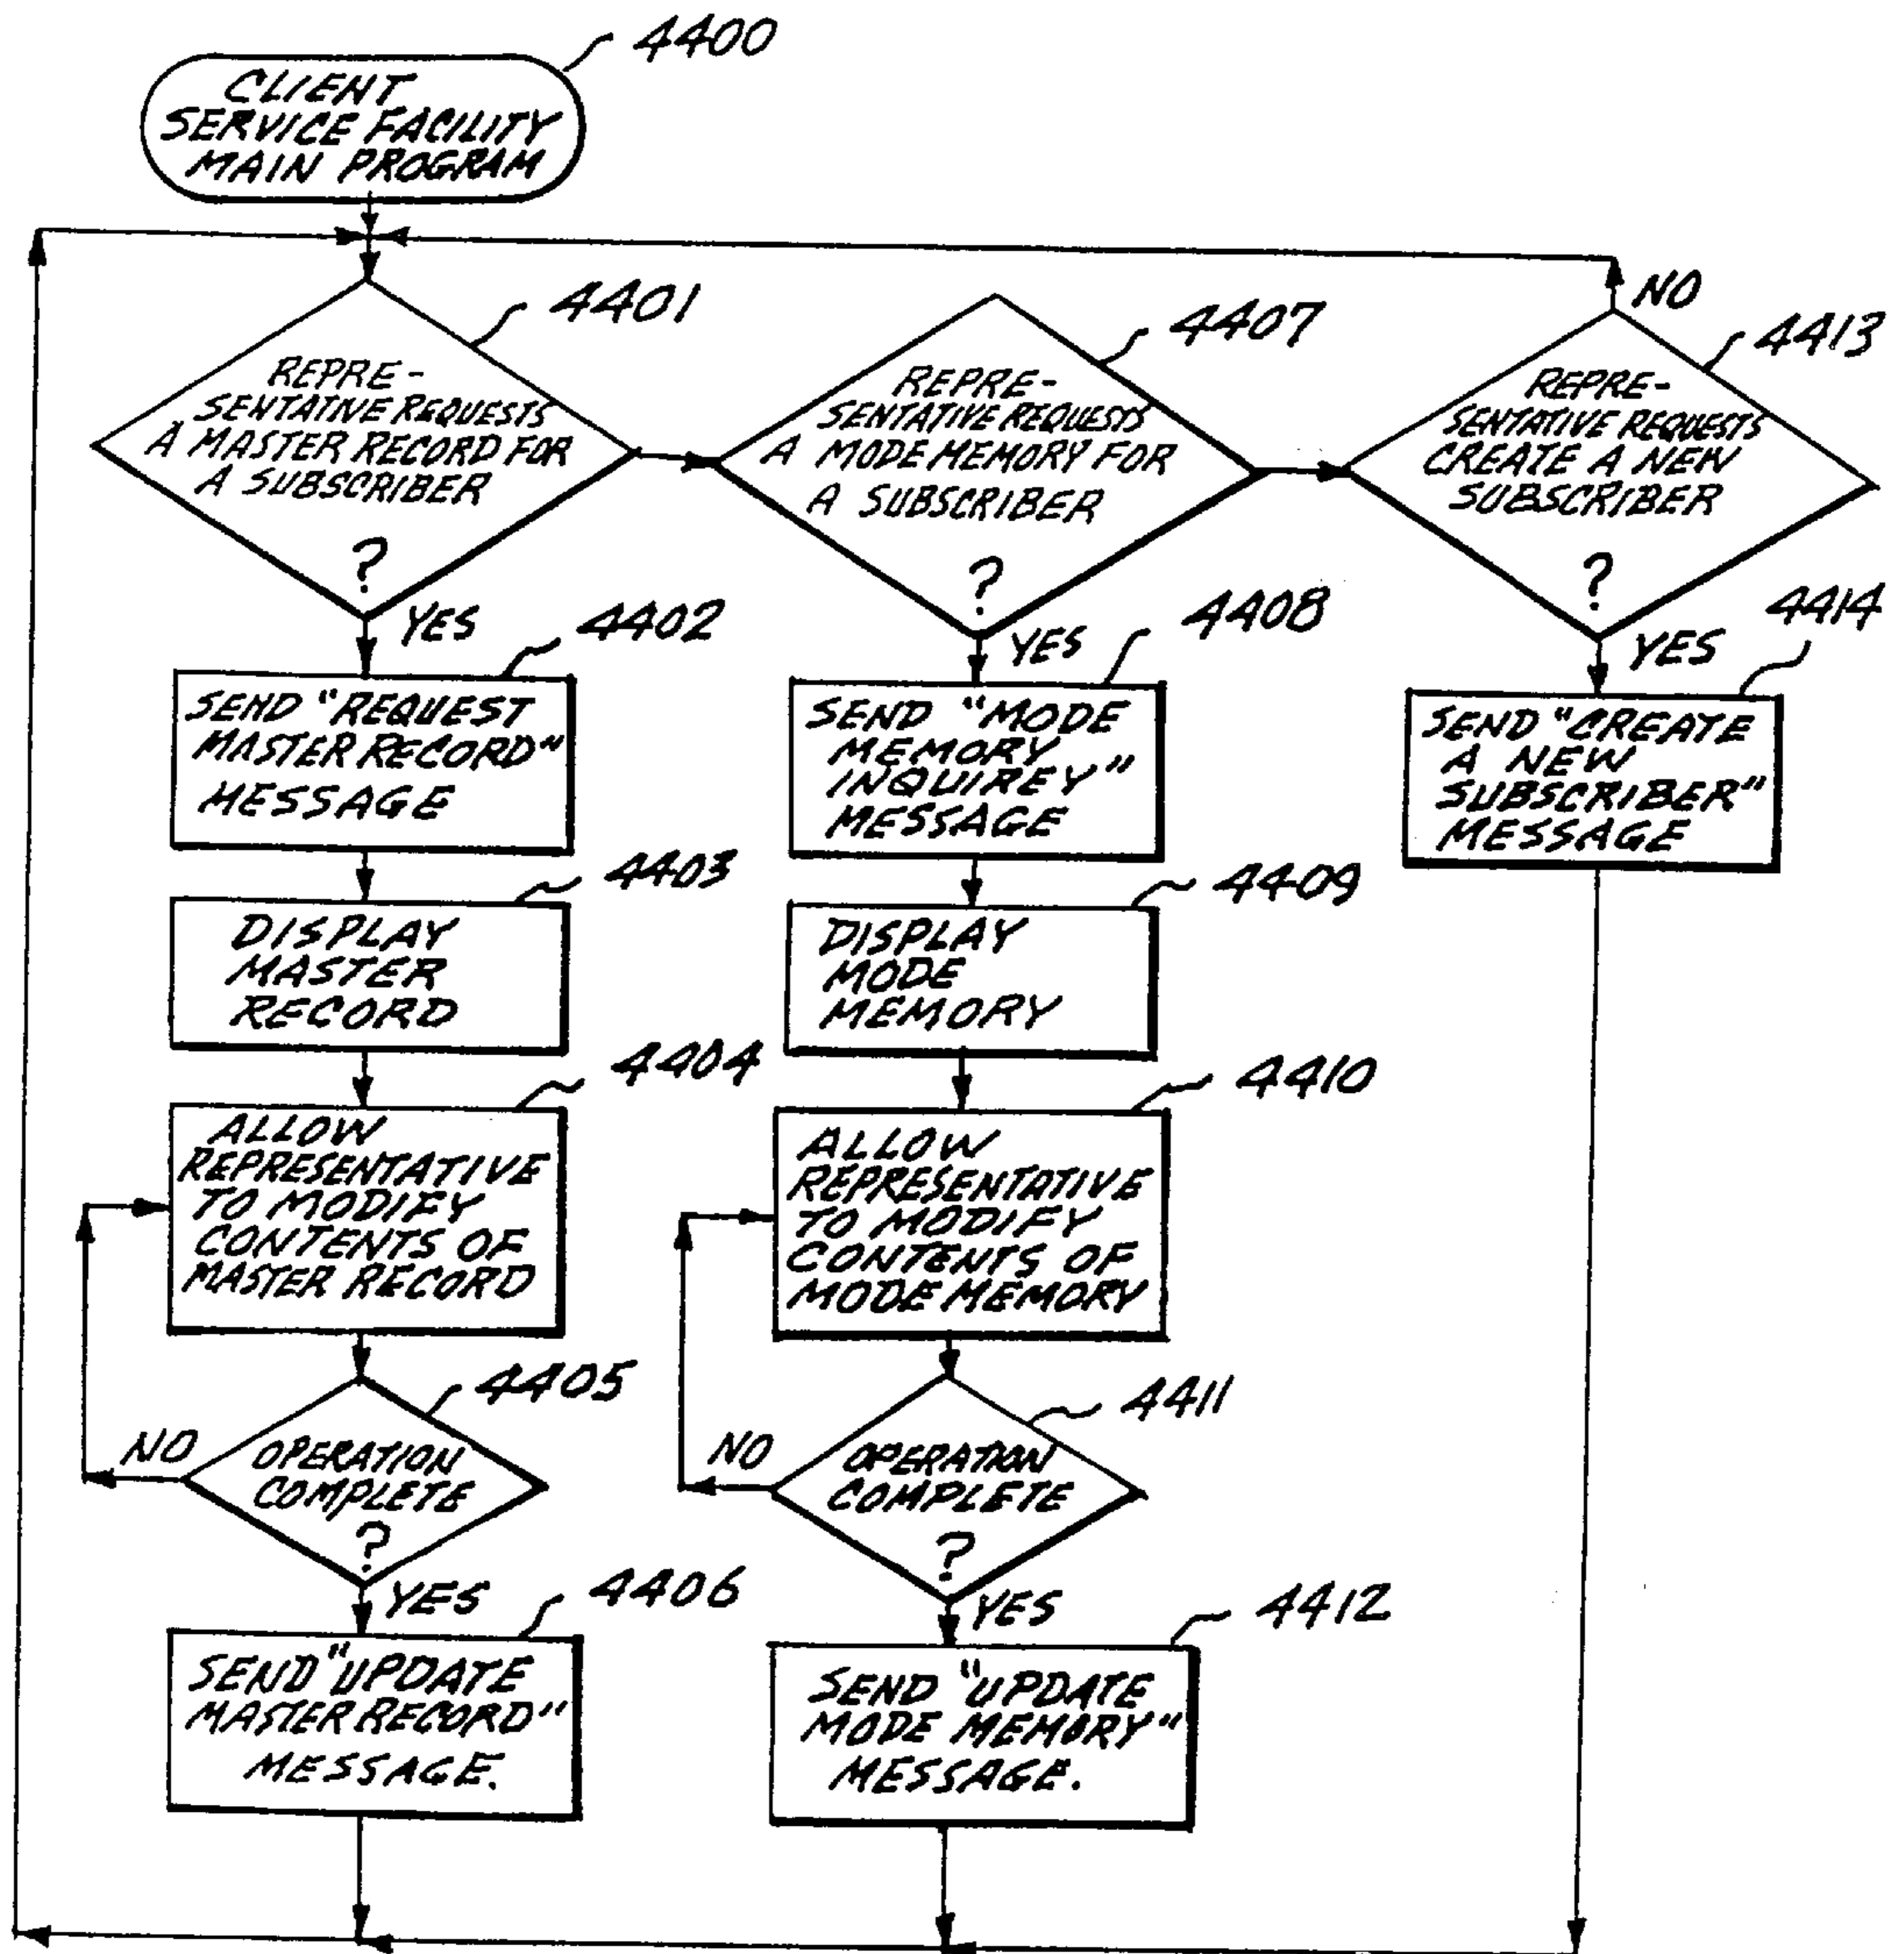 4400
CLIENT
SERVICE FACILITY
MAIN PROGRAM
NO
4401
REPRE-
SENTATIVE REQUESTS
A MASTER RECORD FOR
A SUBSCRIBER
?
YES
4407
REPRE-
SENTATIVE REQUESTS
A MODE MEMORY FOR
A SUBSCRIBER
?
YES
4413
REPRE-
SENTATIVE REQUESTS
CREATE A NEW
SUBSCRIBER
?
YES
4402
SEND "REQUEST
MASTER RECORD"
MESSAGE
4408
SEND "MODE
MEMORY
INQUIREY"
MESSAGE
4414
SEND "CREATE
A NEW
SUBSCRIBER"
MESSAGE
4403
DISPLAY
MASTER
RECORD
4409
DISPLAY
MODE
MEMORY
4404
ALLOW
REPRESENTATIVE
TO MODIFY
CONTENTS OF
MASTER RECORD
4410
ALLOW
REPRESENTATIVE
TO MODIFY
CONTENTS OF
MODE MEMORY
4405
NO
OPERATION
COMPLETE
?
YES
4411
NO
OPERATION
COMPLETE
?
YES
4406
SEND "UPDATE
MASTER RECORD"
MESSAGE.
4412
SEND "UPDATE
MODE MEMORY"
MESSAGE.